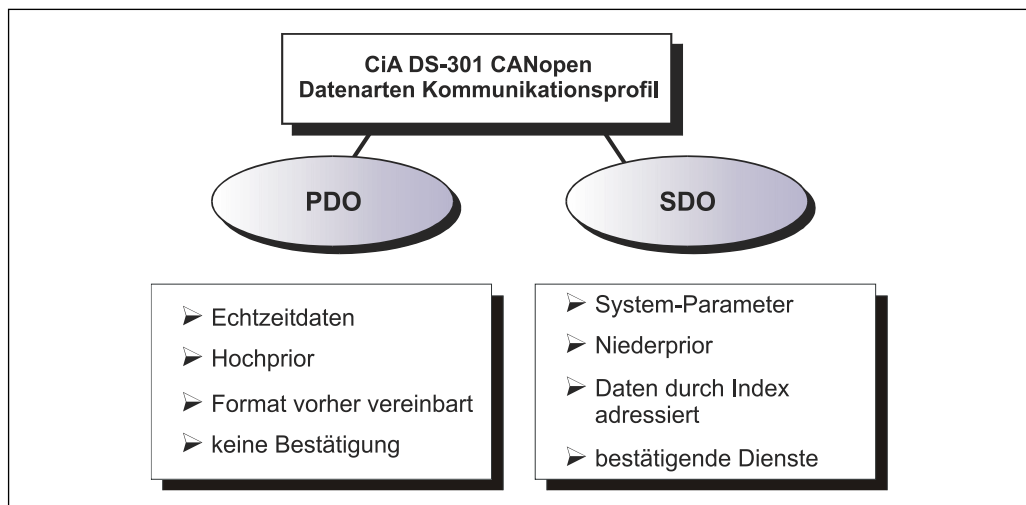 CiA DS-301 CANopen
Datenarten Kommunikationsprofil
PDO
SDO
Echtzeitdaten
Hochprior
Format vorher vereinbart
keine Bestätigung
System-Parameter
Niederprior
Daten durch Index
adressiert
bestätigende Dienste